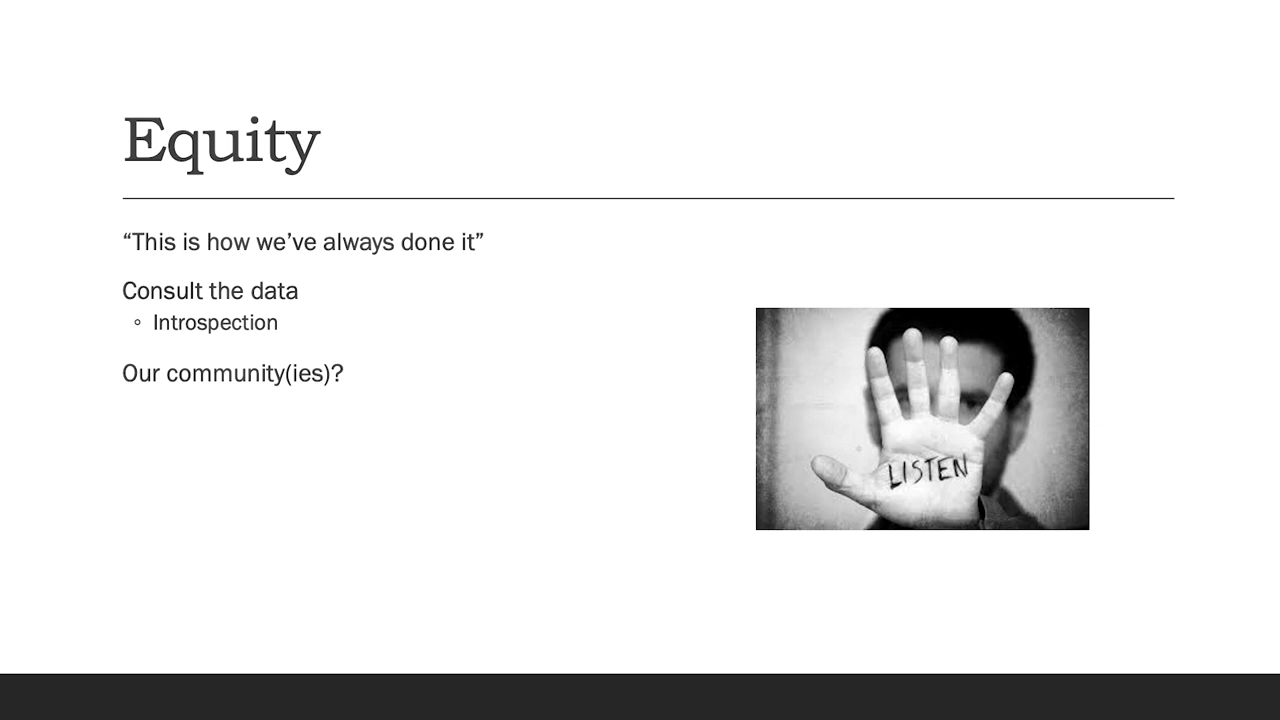 Equity
“This is how we’ve always done it”
Consult the data
◦ Introspection
Our community(ies)?
LISTEN